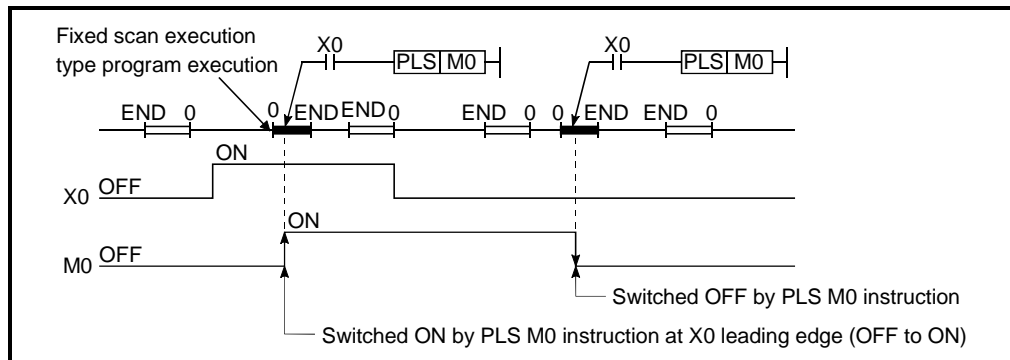 Fixed scan execution
type program execution
X0
PLS M0
X0
PLS M0
END 0 0 END END 0 END 0 0 END END 0
ON
X0 OFF
ON
M0 OFF
Switched OFF by PLS M0 instruction
Switched ON by PLS M0 instruction at X0 leading edge (OFF to ON)